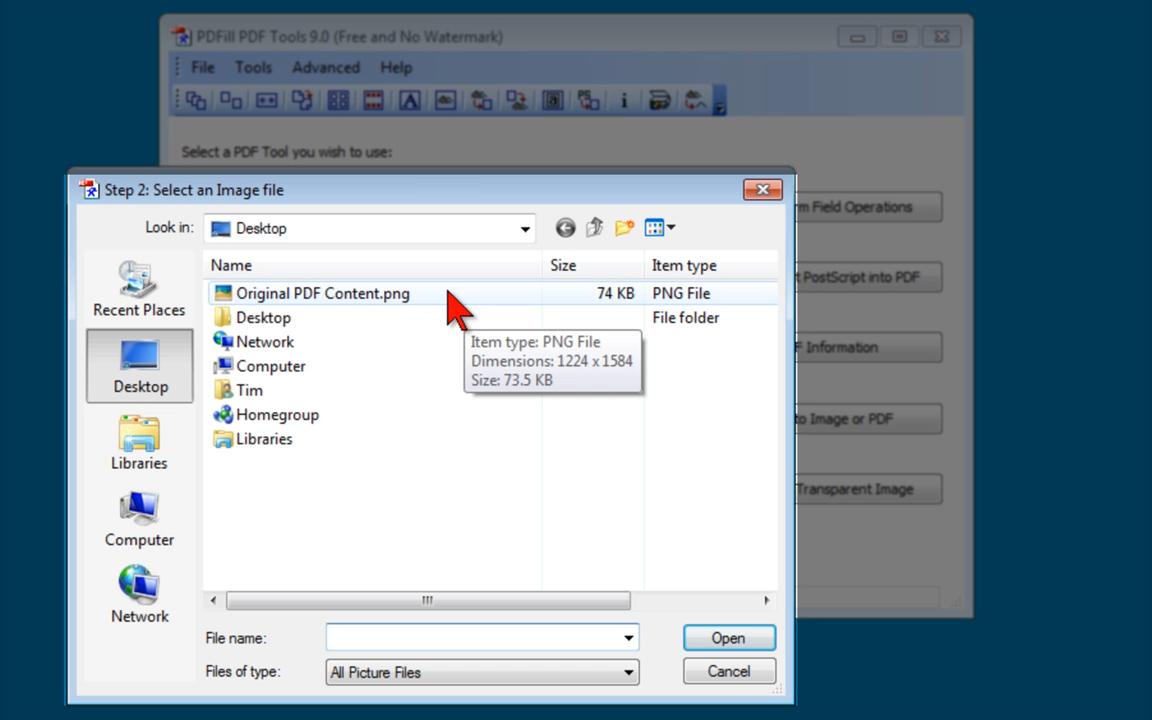 PDFill PDF Tools 9.0 (Free and No Watermark)
File Tools Advanced Help
Select a PDF Tool you wish to use:
Step 2: Select an Image file
Look in: Desktop
Name Size Item type
Original PDF Content.png 74 KB PNG File
Desktop File folder
Network
Computer
Tim
Homegroup
Libraries
Item type: PNG File
Dimensions: 1224 x 1584
Size: 73.5 KB
Recent Places
Desktop
Libraries
Computer
Network
File name: Open
Files of type: All Picture Files Cancel
Field Operations
PostScript into PDF
Information
to Image or PDF
Transparent Image